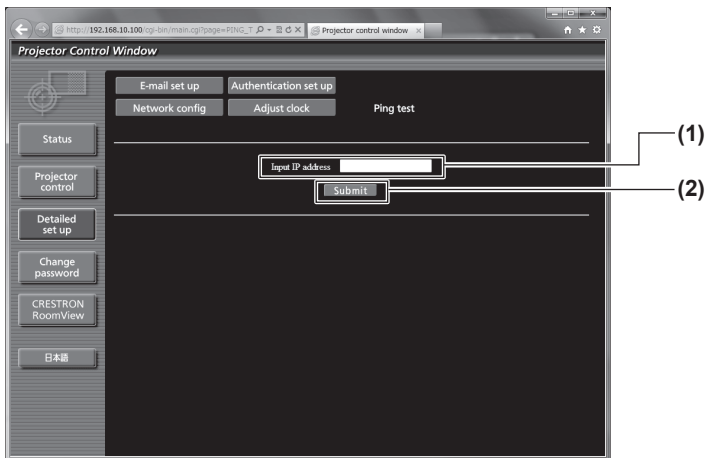 http://192.168.10.100/cgi-bin/main.cgi?page=PING_T
Projector control window
Projector Control Window
E-mail set up
Authentication set up
Network config
Adjust clock
Ping test
Status
Projector
control
Detailed
set up
Change
password
CRESTRON
RoomView
日本語
Input IP address
Submit
(1)
(2)